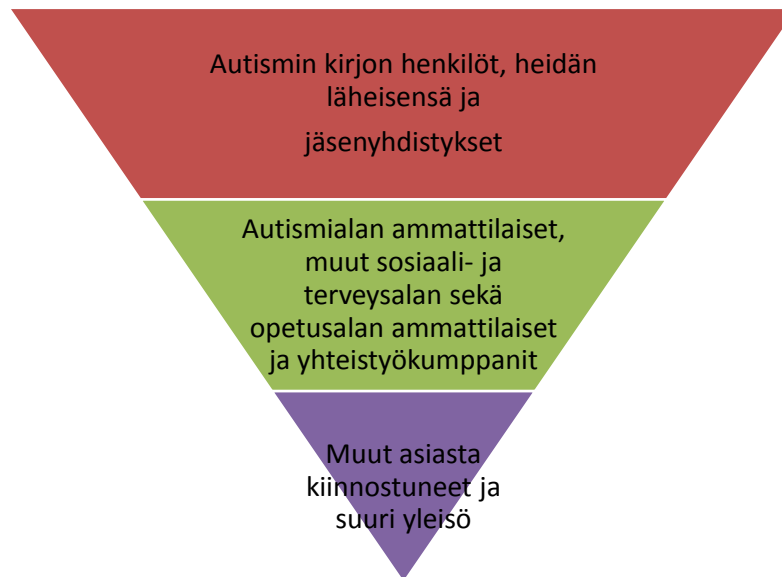 Autismin kirjon henkilöt, heidän
läheisensä ja
jäsenyhdistykset
Autismialan ammattilaiset,
muut sosiaali- ja
terveysalan sekä
opetusalan ammattilaiset
ja yhteistyökumppanit
Muut asiasta
kiinnostuneet ja
suuri yleisö